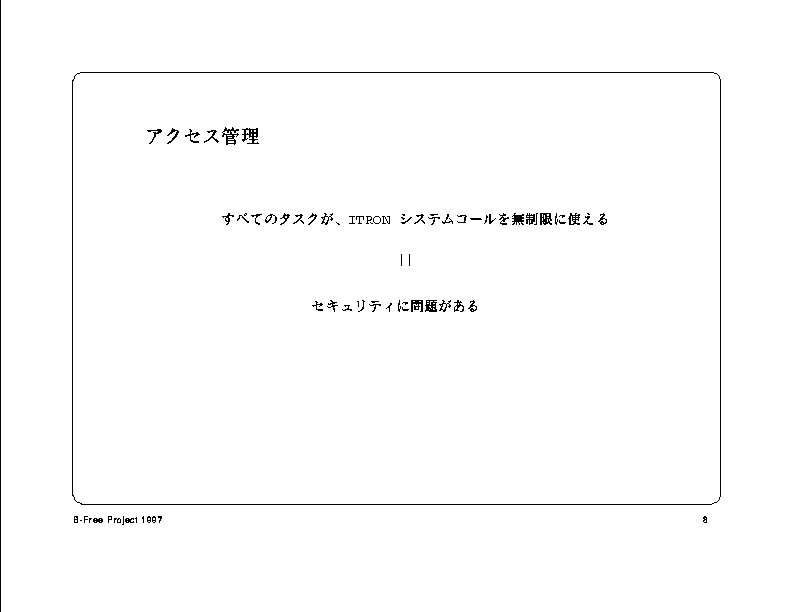 アクセス管理
すべてのタスクが、ITRON システムコールを無制限に使える
||
セキュリティに問題がある
B-Free Project 1997
8